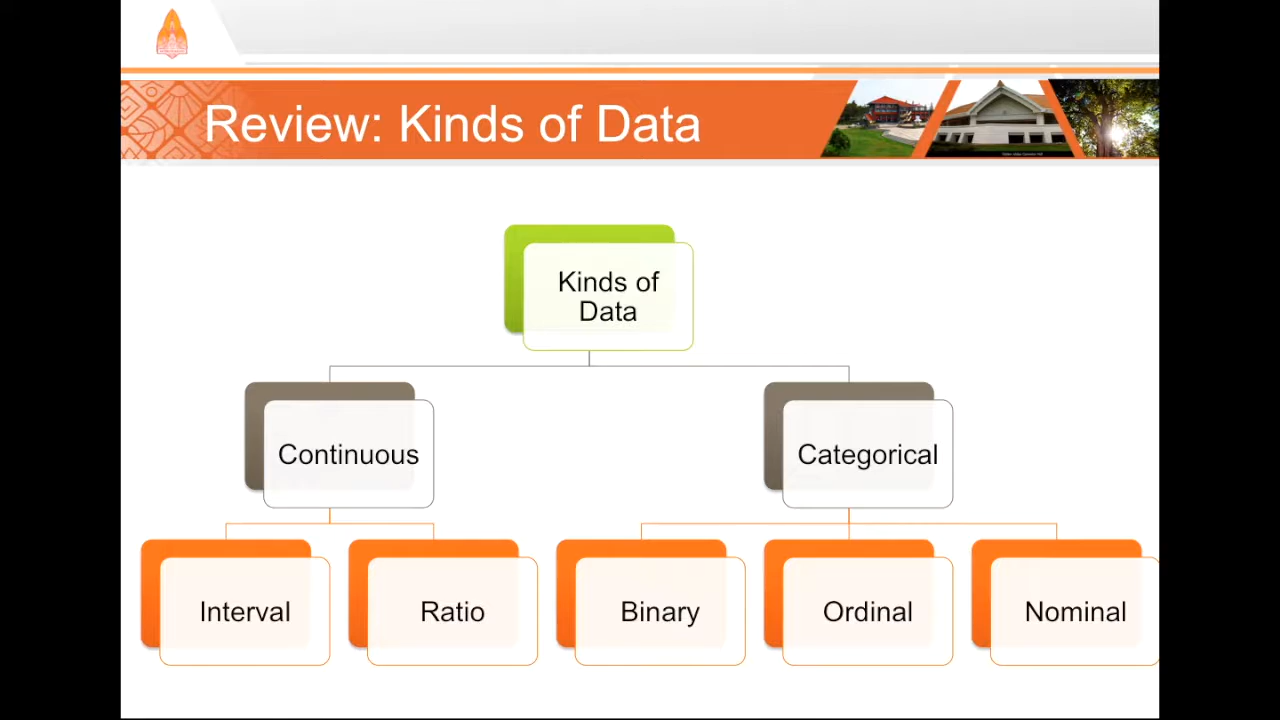 Review: Kinds of Data
Kinds of
Data
Continuous
Categorical
Interval
Ratio
Binary
Ordinal
Nominal